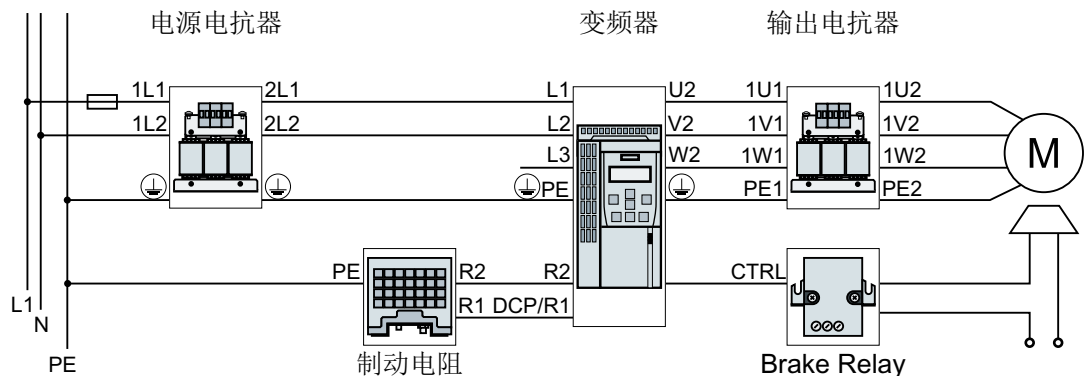 电源电抗器 变频器 输出电抗器
1L1 2L1 L1 U2 1U1 1U2
1L2 2L2 L2 V2 1V1 1V2
L3 W2 1W1 1W2
M
PE PE1 PE2
PE R2 R2 CTRL
R1 DCP/R1
L1
N
PE
制动电阻 Brake Relay